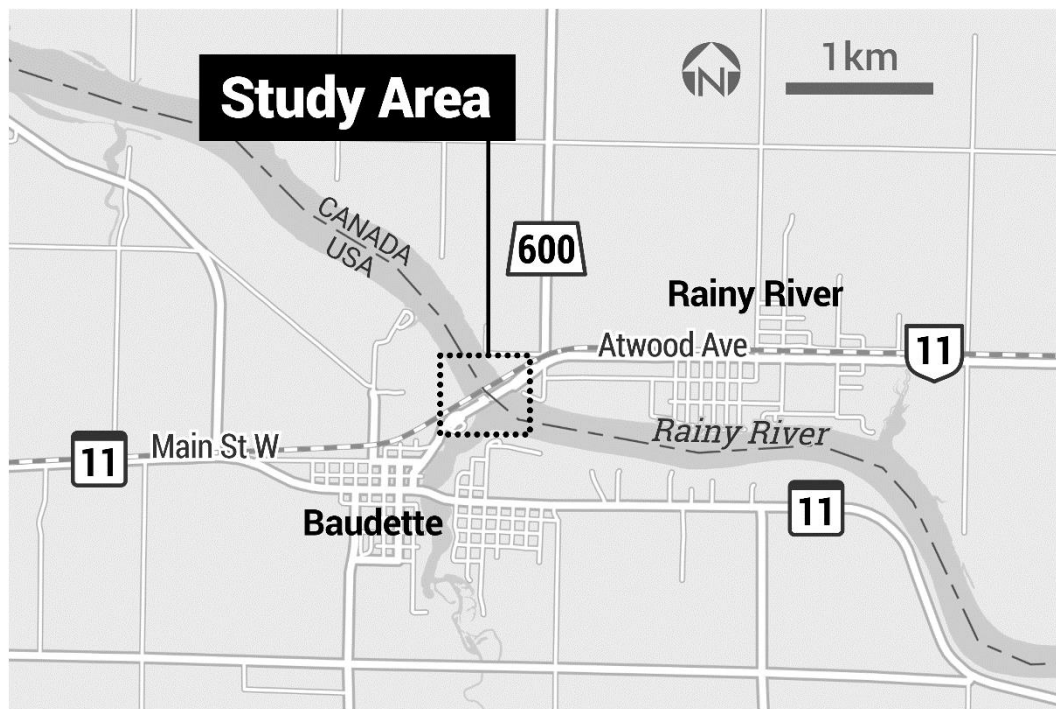 1km
N
Study Area
CANADA
USA
600
Rainy River
Atwood Ave
11
Rainy River
Main St W
11
11
Baudette